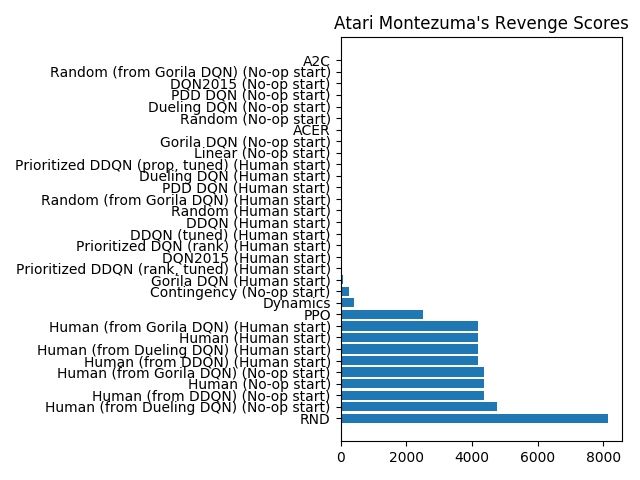 Atari Montezuma's Revenge Scores
A2C
Random (from Gorila DQN) (No-op start)
DQN2015 (No-op start)
PDD DQN (No-op start)
Dueling DQN (No-op start)
Random (No-op start)
ACER
Gorila DQN (No-op start)
Linear (No-op start)
Prioritized DDQN (prop, tuned) (Human start)
Dueling DQN (Human start)
PDD DQN (Human start)
Random (from Gorila DQN) (Human start)
Random (Human start)
DDQN (Human start)
DDQN (tuned) (Human start)
Prioritized DQN (rank) (Human start)
DQN2015 (Human start)
Prioritized DDQN (rank, tuned) (Human start)
Gorila DQN (Human start)
Contingency (No-op start)
Dynamics
PPO
Human (from Gorila DQN) (Human start)
Human (Human start)
Human (from Dueling DQN) (Human start)
Human (from DDQN) (Human start)
Human (from Gorila DQN) (No-op start)
Human (No-op start)
Human (from DDQN) (No-op start)
Human (from Dueling DQN) (No-op start)
RND
0 2000 4000 6000 8000